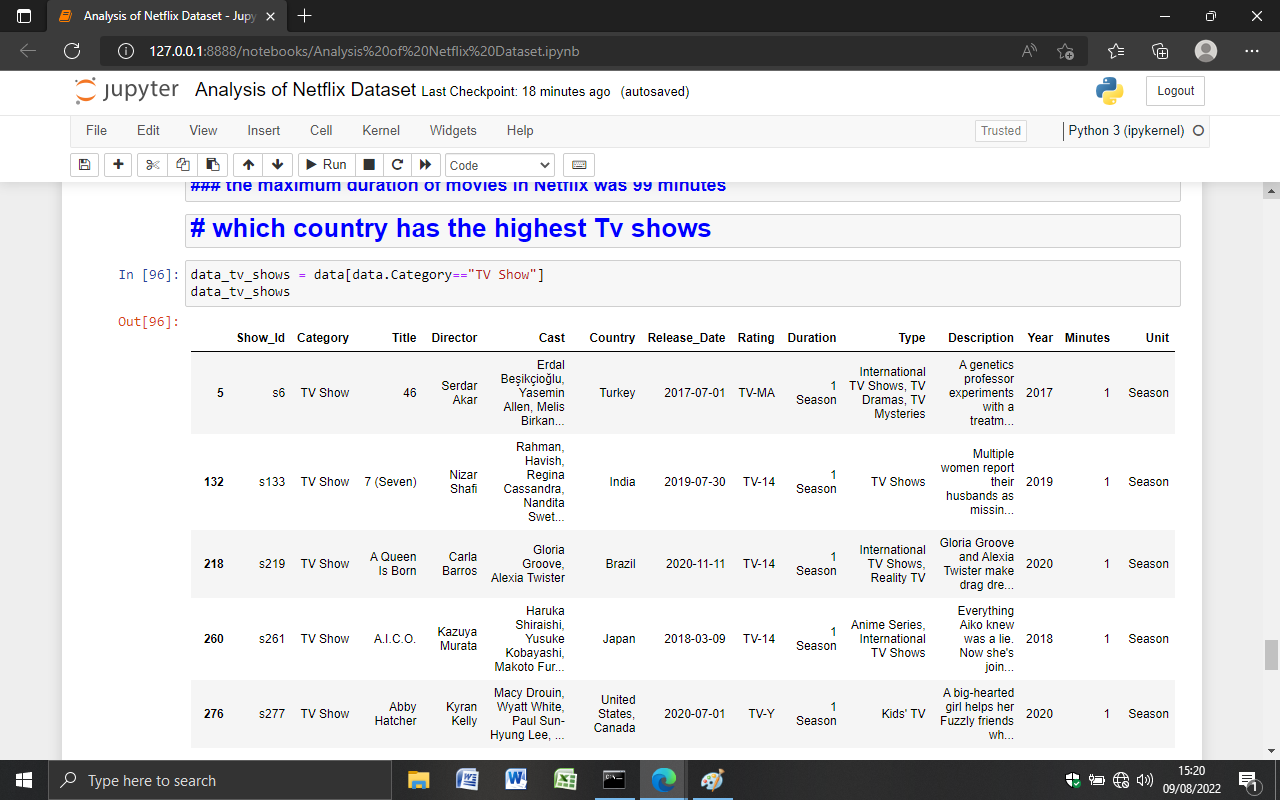 Analysis of Netflix Dataset - Jupy
127.0.0.1:8888/notebooks/Analysis%20of%20Netflix%20Dataset.ipynb
jupyter Analysis of Netflix Dataset Last Checkpoint: 18 minutes ago (autosaved)
Logout
File Edit View Insert Cell Kernel Widgets Help
Trusted
Python 3 (ipykernel)
Run
Code
### the maximum duration of movies in Netflix was 99 minutes
# which country has the highest Tv shows
In [96]:
data_tv_shows = data[data.Category=="TV Show"]
data_tv_shows
Out[96]:
Show_Id Category Title Director Cast Country Release_Date Rating Duration Type Description Year Minutes Unit
5 s6 TV Show 46
Serdar
Akar
Erdal
Beşikçioğlu,
Yasemin
Allen, Melis
Birkan...
Turkey 2017-07-01 TV-MA
1
Season
International
TV Shows, TV
Dramas, TV
Mysteries
A genetics
professor
experiments
with a
treatm...
2017 1 Season
132 s133 TV Show 7 (Seven)
Nizar
Shafi
Rahman,
Havish,
Regina
Cassandra,
Nandita
Swet...
India 2019-07-30 TV-14
1
Season
TV Shows
Multiple
women report
their
husbands as
missin...
2019 1 Season
218 s219 TV Show
A Queen
Is Born
Carla
Barros
Gloria
Groove,
Alexia Twister
Brazil 2020-11-11 TV-14
1
Season
International
TV Shows,
Reality TV
Gloria Groove
and Alexia
Twister make
drag dre...
2020 1 Season
260 s261 TV Show A.I.C.O.
Kazuya
Murata
Haruka
Shiraishi,
Yusuke
Kobayashi,
Makoto Fur...
Japan 2018-03-09 TV-14
1
Season
Anime Series,
International
TV Shows
Everything
Aiko knew
was a lie.
Now she's
join...
2018 1 Season
276 s277 TV Show
Abby
Hatcher
Kyran
Kelly
Macy Drouin,
Wyatt White,
Paul Sun-
Hyung Lee, ...
United
States,
Canada
2020-07-01 TV-Y
1
Season
Kids' TV
A big-hearted
girl helps her
Fuzzly friends
wh...
2020 1 Season
Type here to search
15:20
09/08/2022
1